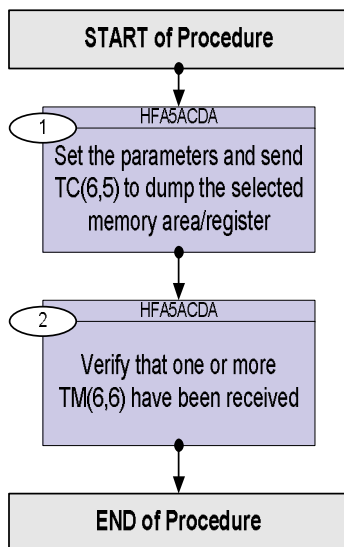 START of Procedure
1
HFA5ACDA
Set the parameters and send
TC(6,5) to dump the selected
memory area/register
2
HFA5ACDA
Verify that one or more
TM(6,6) have been received
END of Procedure